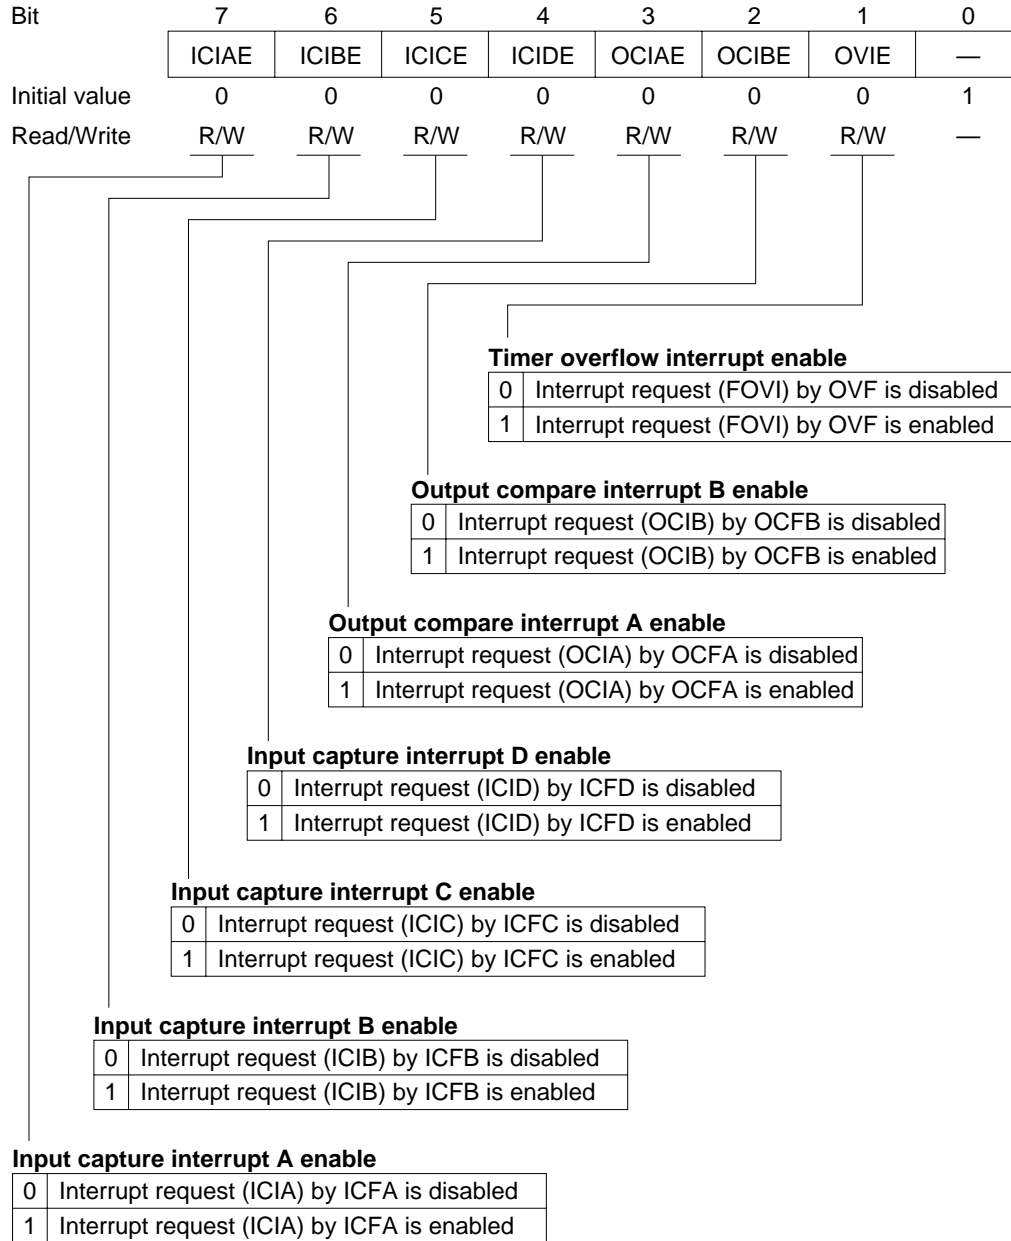 Bit 7 6 5 4 3 2 1 0
ICIAE ICIBE ICICE ICIDE OCIAE OCIBE OVIE —
Initial value 0 0 0 0 0 0 0 1
Read/Write R/W R/W R/W R/W R/W R/W R/W —
Timer overflow interrupt enable
0 Interrupt request (FOVI) by OVF is disabled
1 Interrupt request (FOVI) by OVF is enabled
Output compare interrupt B enable
0 Interrupt request (OCIB) by OCFB is disabled
1 Interrupt request (OCIB) by OCFB is enabled
Output compare interrupt A enable
0 Interrupt request (OCIA) by OCFA is disabled
1 Interrupt request (OCIA) by OCFA is enabled
Input capture interrupt D enable
0 Interrupt request (ICID) by ICFD is disabled
1 Interrupt request (ICID) by ICFD is enabled
Input capture interrupt C enable
0 Interrupt request (ICIC) by ICFC is disabled
1 Interrupt request (ICIC) by ICFC is enabled
Input capture interrupt B enable
0 Interrupt request (ICIB) by ICFB is disabled
1 Interrupt request (ICIB) by ICFB is enabled
Input capture interrupt A enable
0 Interrupt request (ICIA) by ICFA is disabled
1 Interrupt request (ICIA) by ICFA is enabled